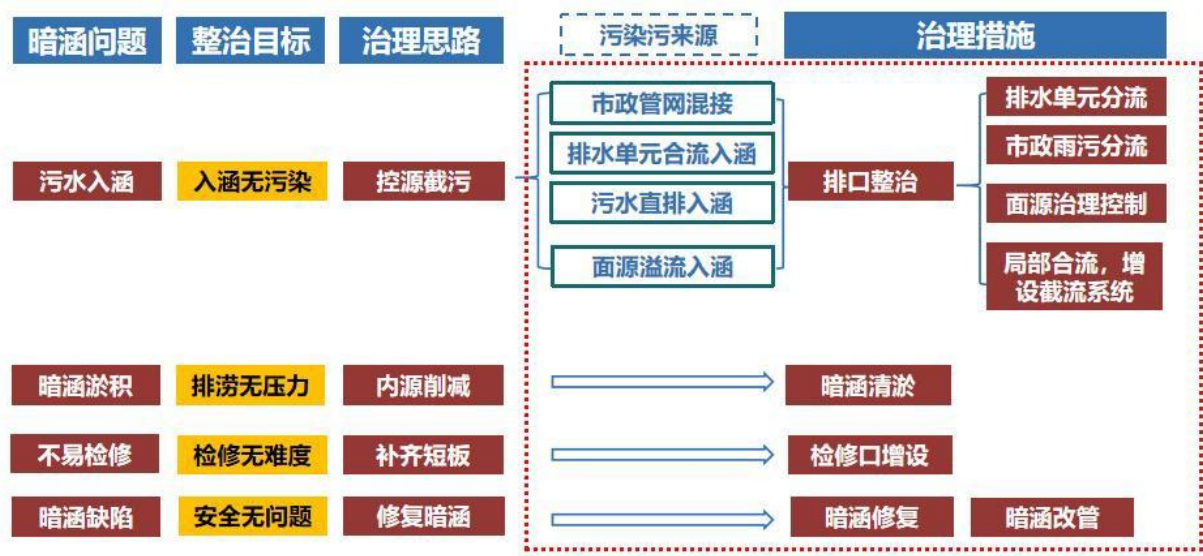 暗涵问题
整治目标
治理思路
污染污来源
治理措施
污水入涵
入涵无污染
控源截污
市政管网混接
排水单元合流入涵
污水直排入涵
面源溢流入涵
排口整治
排水单元分流
市政雨污分流
面源治理控制
局部合流，增
设截流系统
暗涵淤积
排涝无压力
内源削减
暗涵清淤
不易检修
检修无难度
补齐短板
检修口增设
暗涵缺陷
安全无问题
修复暗涵
暗涵修复
暗涵改管